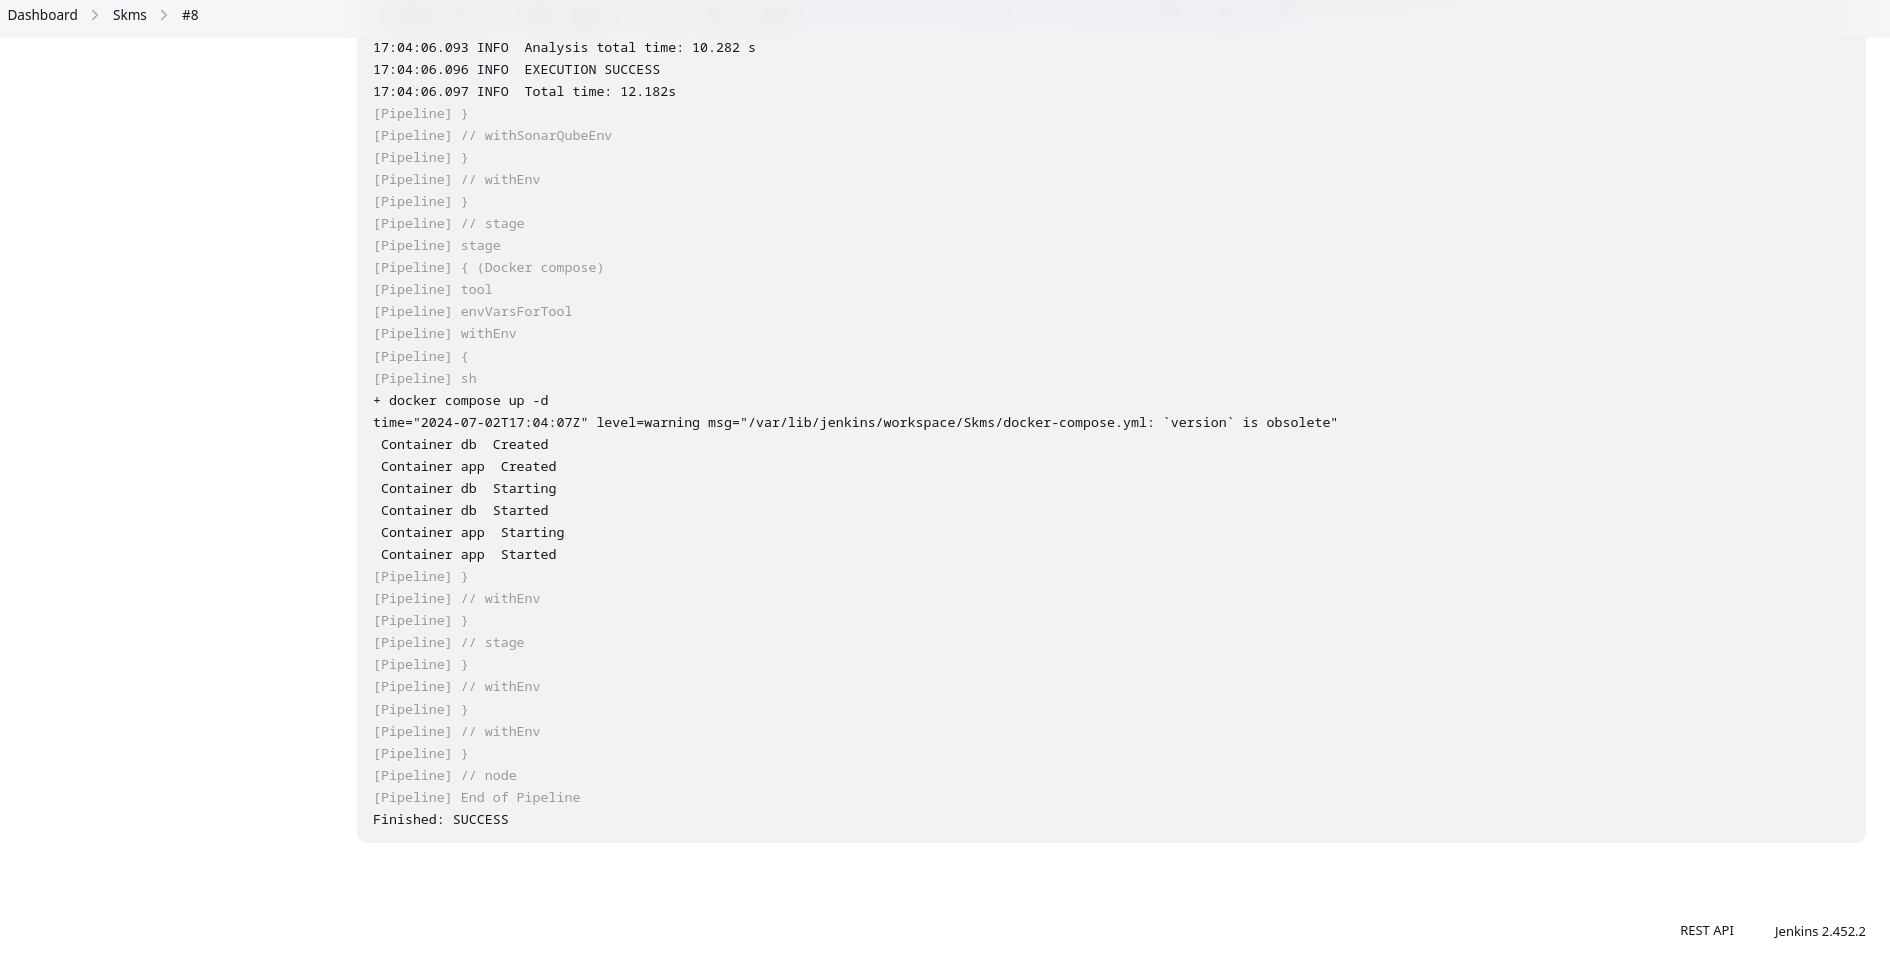 Dashboard > Skms > #8
17:04:06.093 INFO  Analysis total time: 10.282 s
17:04:06.096 INFO  EXECUTION SUCCESS
17:04:06.097 INFO  Total time: 12.182s
[Pipeline] }
[Pipeline] // withSonarQubeEnv
[Pipeline] }
[Pipeline] // withEnv
[Pipeline] }
[Pipeline] // stage
[Pipeline] stage
[Pipeline] { (Docker compose)
[Pipeline] tool
[Pipeline] envVarsForTool
[Pipeline] withEnv
[Pipeline] {
[Pipeline] sh
+ docker compose up -d
time="2024-07-02T17:04:07Z" level=warning msg="/var/lib/jenkins/workspace/Skms/docker-compose.yml: `version` is obsolete"
 Container db  Created
 Container app  Created
 Container db  Starting
 Container db  Started
 Container app  Starting
 Container app  Started
[Pipeline] }
[Pipeline] // withEnv
[Pipeline] }
[Pipeline] // stage
[Pipeline] }
[Pipeline] // withEnv
[Pipeline] }
[Pipeline] // withEnv
[Pipeline] }
[Pipeline] // node
[Pipeline] End of Pipeline
Finished: SUCCESS
REST API Jenkins 2.452.2